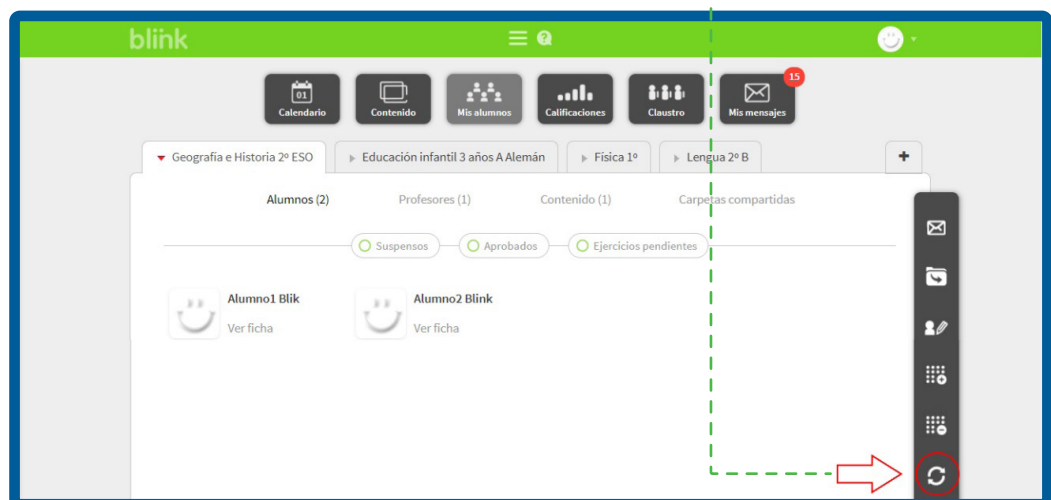 blink
15
01
Calendario
Contenido
Mis alumnos
Calificaciones
Claustro
Mis mensajes
Geografía e Historia 2º ESO
Educación infantil 3 años A Alemán
Física 1º
Lengua 2º B
+
Alumnos (2)
Profesores (1)
Contenido (1)
Carpetas compartidas
Suspensos
Aprobados
Ejercicios pendientes
Alumno1 Blik
Alumno2 Blink
Ver ficha
Ver ficha